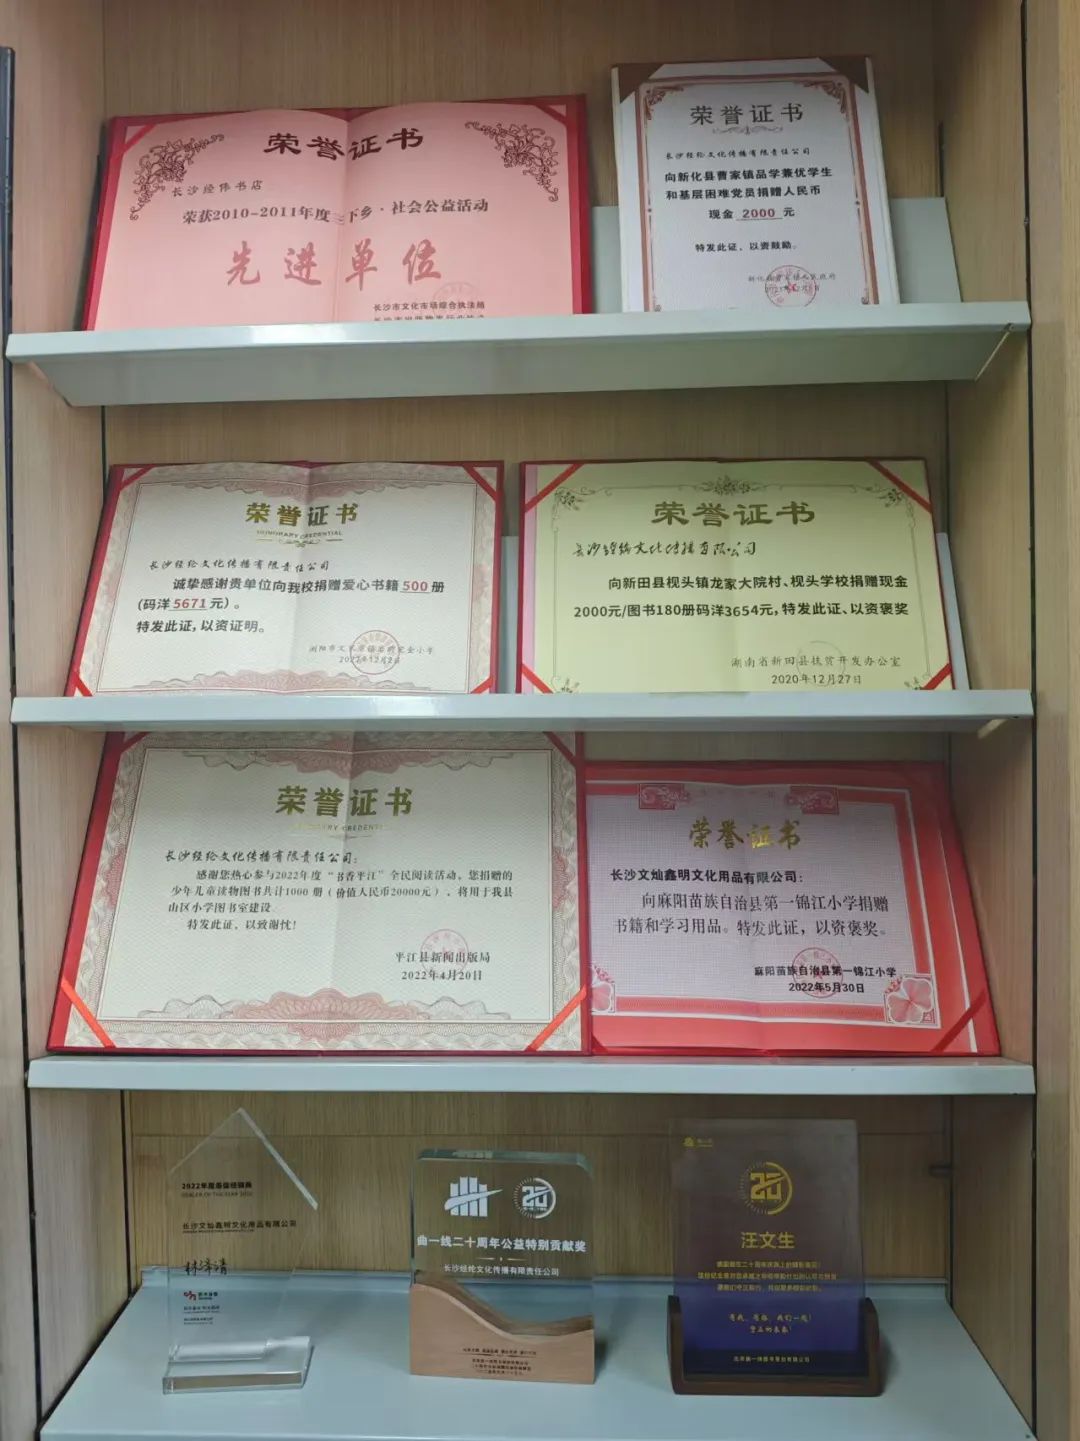 荣誉证书
长沙经伟书店
荣获2010-2011年度三下乡·社会公益活动
先进单位
长沙市文化市场综合执法局
荣誉证书
长沙经纶文化传播有限责任公司
向新化县曹家镇品学兼优学生
和基层困难党员捐赠人民币
现金 2000 元
特发此证、以资鼓励。
荣誉证书
HONORARY CREDENTIAL
长沙经纶文化传播有限责任公司
诚挚感谢贵单位向我校捐赠爱心书籍 500 册
(码洋 5671 元)。
特发此证,以资证明。
荣誉证书
长沙经纶文化传播有限公司
向新田县枧头镇龙家大院村、枧头学校捐赠现金
2000元/图书180册码洋3654元,特发此证、以资褒奖
湖南省新田县扶贫开发办公室
2020年12月27日
荣誉证书
长沙经纶文化传播有限责任公司:
感谢您热心参与2022年度“书香平江”全民阅读活动,您捐赠的
少年儿童读物图书共计1000 册(价值人民币20000元),将用于我县
山区小学图书室建设。
特发此证、以致谢忱!
平江县新闻出版局
2022年4月20日
荣誉证书
长沙文灿鑫明文化用品有限公司:
向麻阳苗族自治县第一锦江小学捐赠
书籍和学习用品。特发此证,以资褒奖。
麻阳苗族自治县第一锦江小学
2022年5月30日
长沙文灿鑫明文化用品有限公司
20
曲一线二十周年公益特别贡献奖
长沙经纶文化传播有限责任公司
20
汪文生